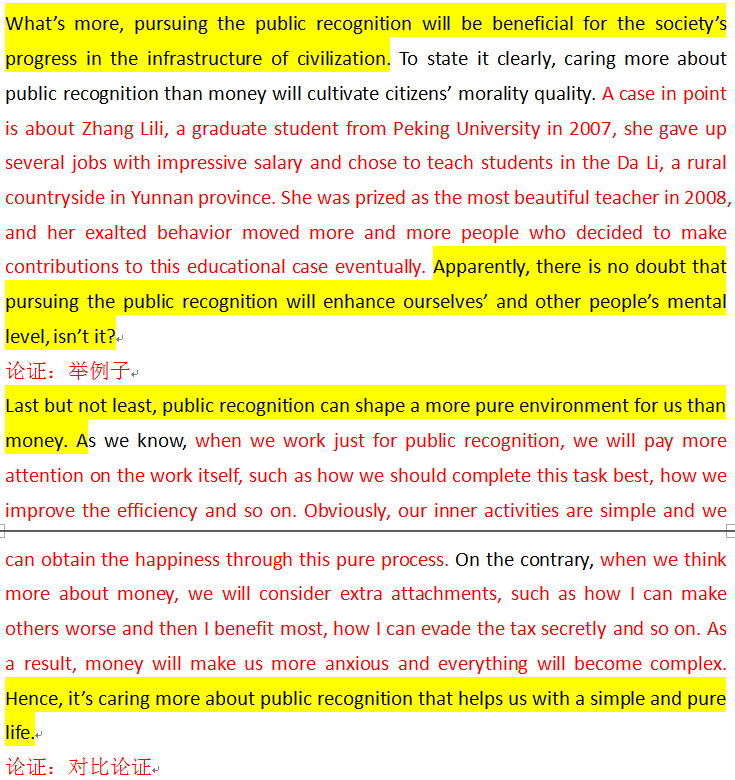 What's more, pursuing the public recognition will be beneficial for the society's
progress in the infrastructure of civilization. To state it clearly, caring more about
public recognition than money will cultivate citizens' morality quality. A case in point
is about Zhang Lili, a graduate student from Peking University in 2007, she gave up
several jobs with impressive salary and chose to teach students in the Da Li, a rural
countryside in Yunnan province. She was prized as the most beautiful teacher in 2008,
and her exalted behavior moved more and more people who decided to make
contributions to this educational case eventually. Apparently, there is no doubt that
pursuing the public recognition will enhance ourselves' and other people's mental
level, isn't it?
论证：举例子
Last but not least, public recognition can shape a more pure environment for us than
money. As we know, when we work just for public recognition, we will pay more
attention on the work itself, such as how we should complete this task best, how we
improve the efficiency and so on. Obviously, our inner activities are simple and we
can obtain the happiness through this pure process. On the contrary, when we think
more about money, we will consider extra attachments, such as how I can make
others worse and then I benefit most, how I can evade the tax secretly and so on. As
a result, money will make us more anxious and everything will become complex.
Hence, it's caring more about public recognition that helps us with a simple and pure
life.
论证：对比论证